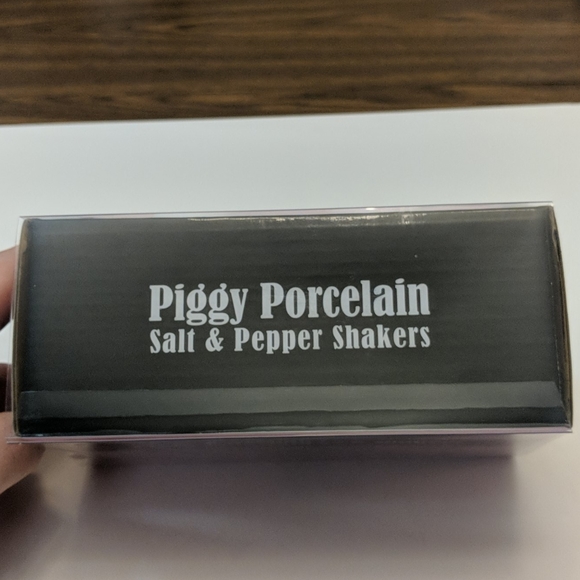 Piggy Porcelain
Salt & Pepper Shakers